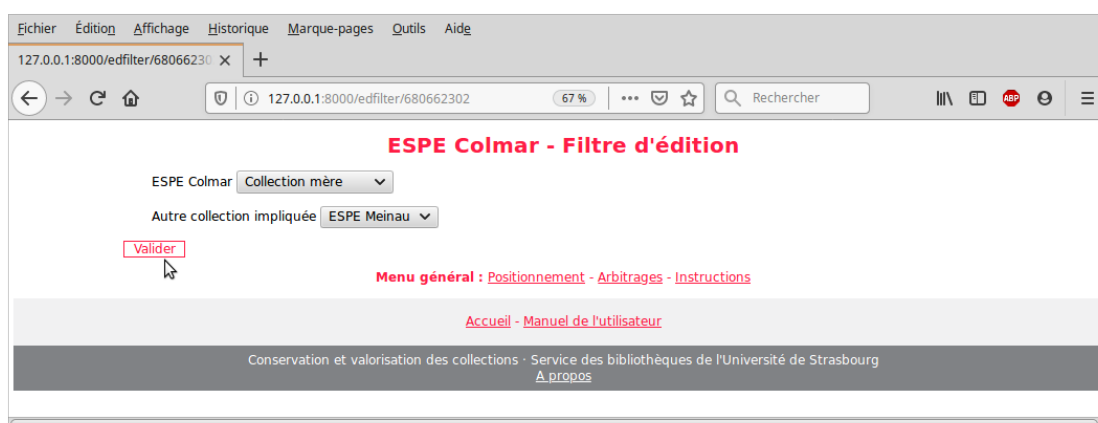 Fichier Édition Affichage Historique Marque-pages Outils Aide
127.0.0.1:8000/edfilter/68066230
127.0.0.1:8000/edfilter/680662302 67 % Rechercher ABP
ESPE Colmar - Filtre d'édition
ESPE Colmar Collection mère
Autre collection impliquée ESPE Meinau
Valider
Menu général : Positionnement - Arbitrages - Instructions
Accueil - Manuel de l'utilisateur
Conservation et valorisation des collections · Service des bibliothèques de l'Université de Strasbourg
A propos